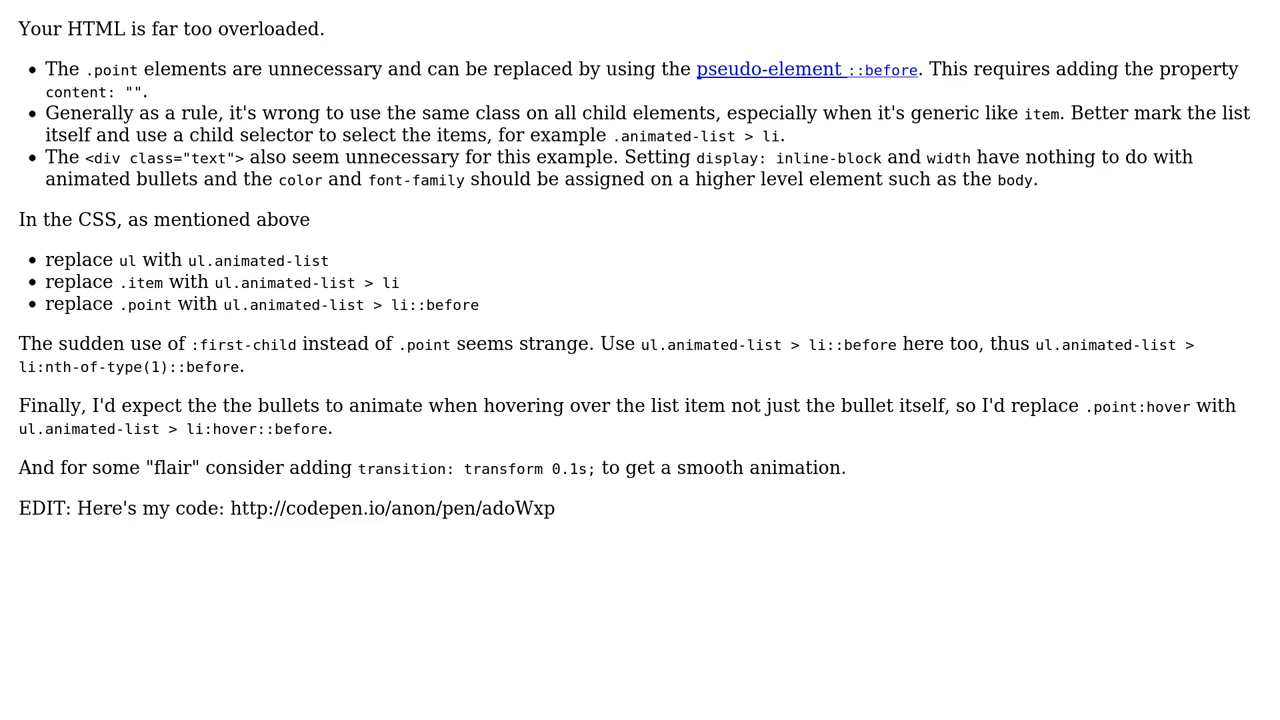 Your HTML is far too overloaded.
The .point elements are unnecessary and can be replaced by using the pseudo-element ::before. This requires adding the property
content: "".
Generally as a rule, it's wrong to use the same class on all child elements, especially when it's generic like item. Better mark the list
itself and use a child selector to select the items, for example .animated-list > li.
The <div class="text"> also seem unnecessary for this example. Setting display: inline-block and width have nothing to do with
animated bullets and the color and font-family should be assigned on a higher level element such as the body.
In the CSS, as mentioned above
replace ul with ul.animated-list
replace .item with ul.animated-list > li
replace .point with ul.animated-list > li::before
The sudden use of :first-child instead of .point seems strange. Use ul.animated-list > li::before here too, thus ul.animated-list >
li:nth-of-type(1)::before.
Finally, I'd expect the the bullets to animate when hovering over the list item not just the bullet itself, so I'd replace .point:hover with
ul.animated-list > li:hover::before.
And for some "flair" consider adding transition: transform 0.1s; to get a smooth animation.
EDIT: Here's my code: http://codepen.io/anon/pen/adoWxp